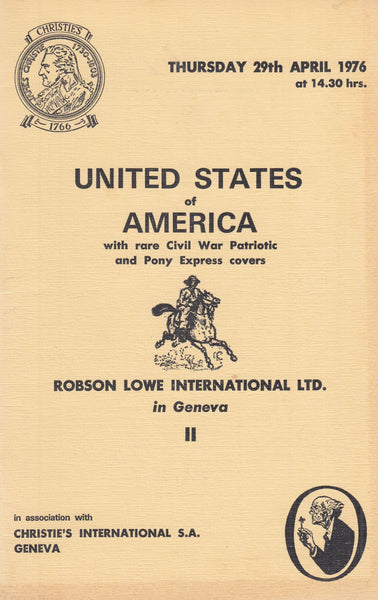 CHRISTIE'S
JAMES CHRISTIE 1730-1803
1766
THURSDAY 29th APRIL 1976
at 14.30 hrs.
UNITED STATES
of
AMERICA
with rare Civil War Patriotic
and Pony Express covers
ROBSON LOWE INTERNATIONAL LTD.
in Geneva
II
in association with
CHRISTIE'S INTERNATIONAL S.A.
GENEVA